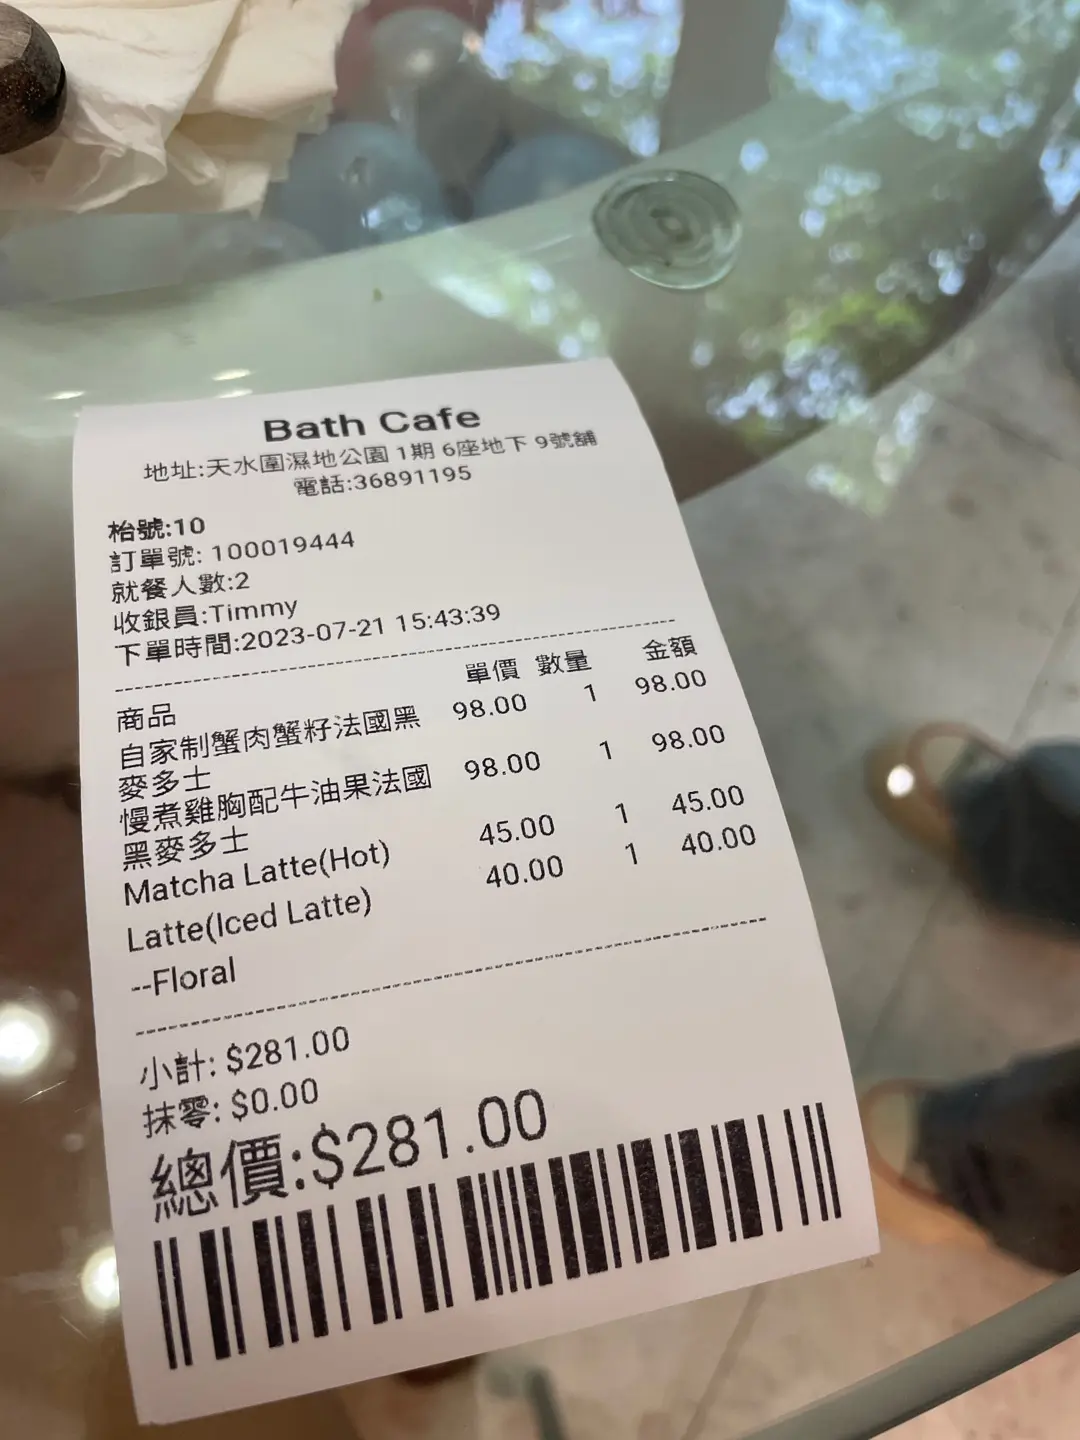 Bath Cafe
地址:天水圍濕地公園 1期 6座地下 9號舖
電話:36891195
枱號:10
訂單號: 100019444
就餐人數:2
收銀員:Timmy
下單時間:2023-07-21 15:43:39
商品 單價 數量 金額
自家制蟹肉蟹籽法國黑 98.00 1 98.00
麥多士
慢煮雞胸配牛油果法國 98.00 1 98.00
黑麥多士
Matcha Latte(Hot) 45.00 1 45.00
Latte(Iced Latte) 40.00 1 40.00
--Floral
小計: $281.00
抹零: $0.00
總價:$281.00